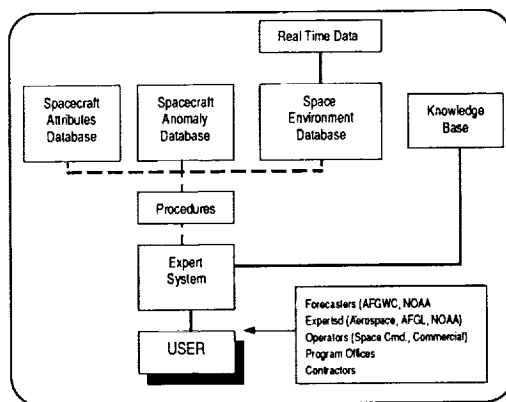 Real Time Data
Spacecraft
Attributes
Database
Spacecraft
Anomaly
Database
Space
Environment
Database
Knowledge
Base
Procedures
Expert
System
USER
Forecasters (AFGWC, NOAA
Expertsd (Aerospace, AFGL, NOAA)
Operators (Space Cmd., Commercial)
Program Offices
Contractors